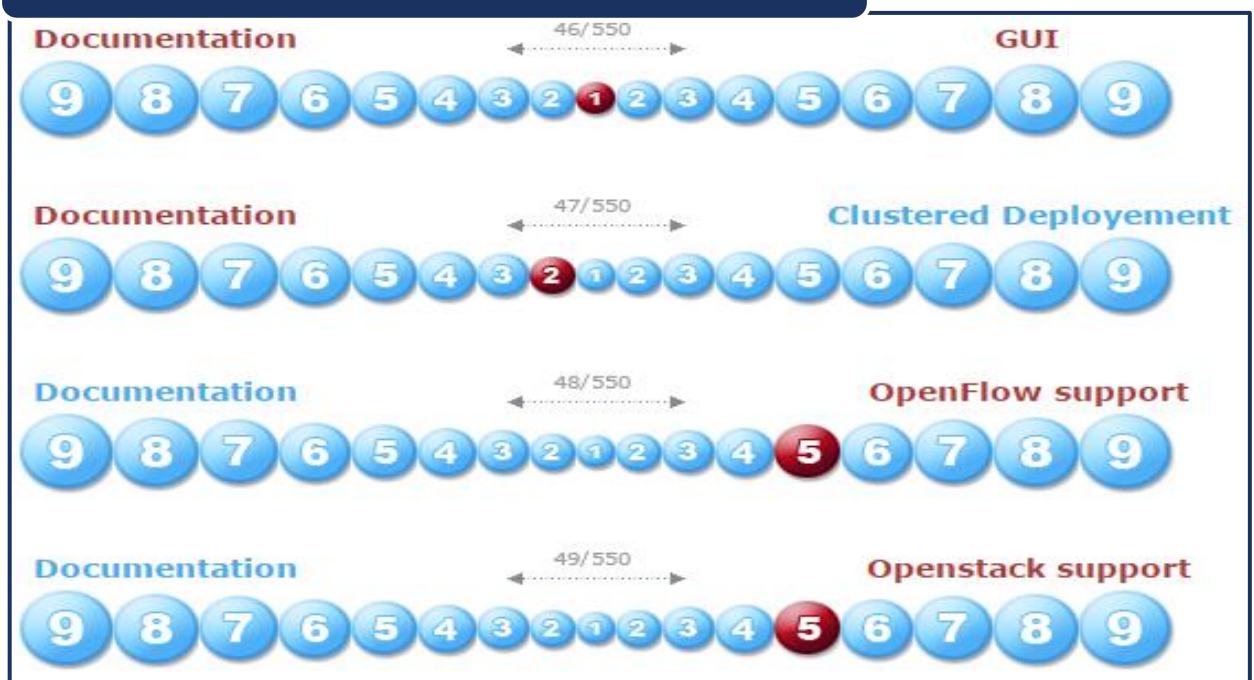 46/550
Documentation GUI
9 8 7 6 5 4 3 2 1 2 3 4 5 6 7 8 9
47/550
Documentation Clustered Deployement
9 8 7 6 5 4 3 2 1 2 3 4 5 6 7 8 9
48/550
Documentation OpenFlow support
9 8 7 6 5 4 3 2 1 2 3 4 5 6 7 8 9
49/550
Documentation Openstack support
9 8 7 6 5 4 3 2 1 2 3 4 5 6 7 8 9